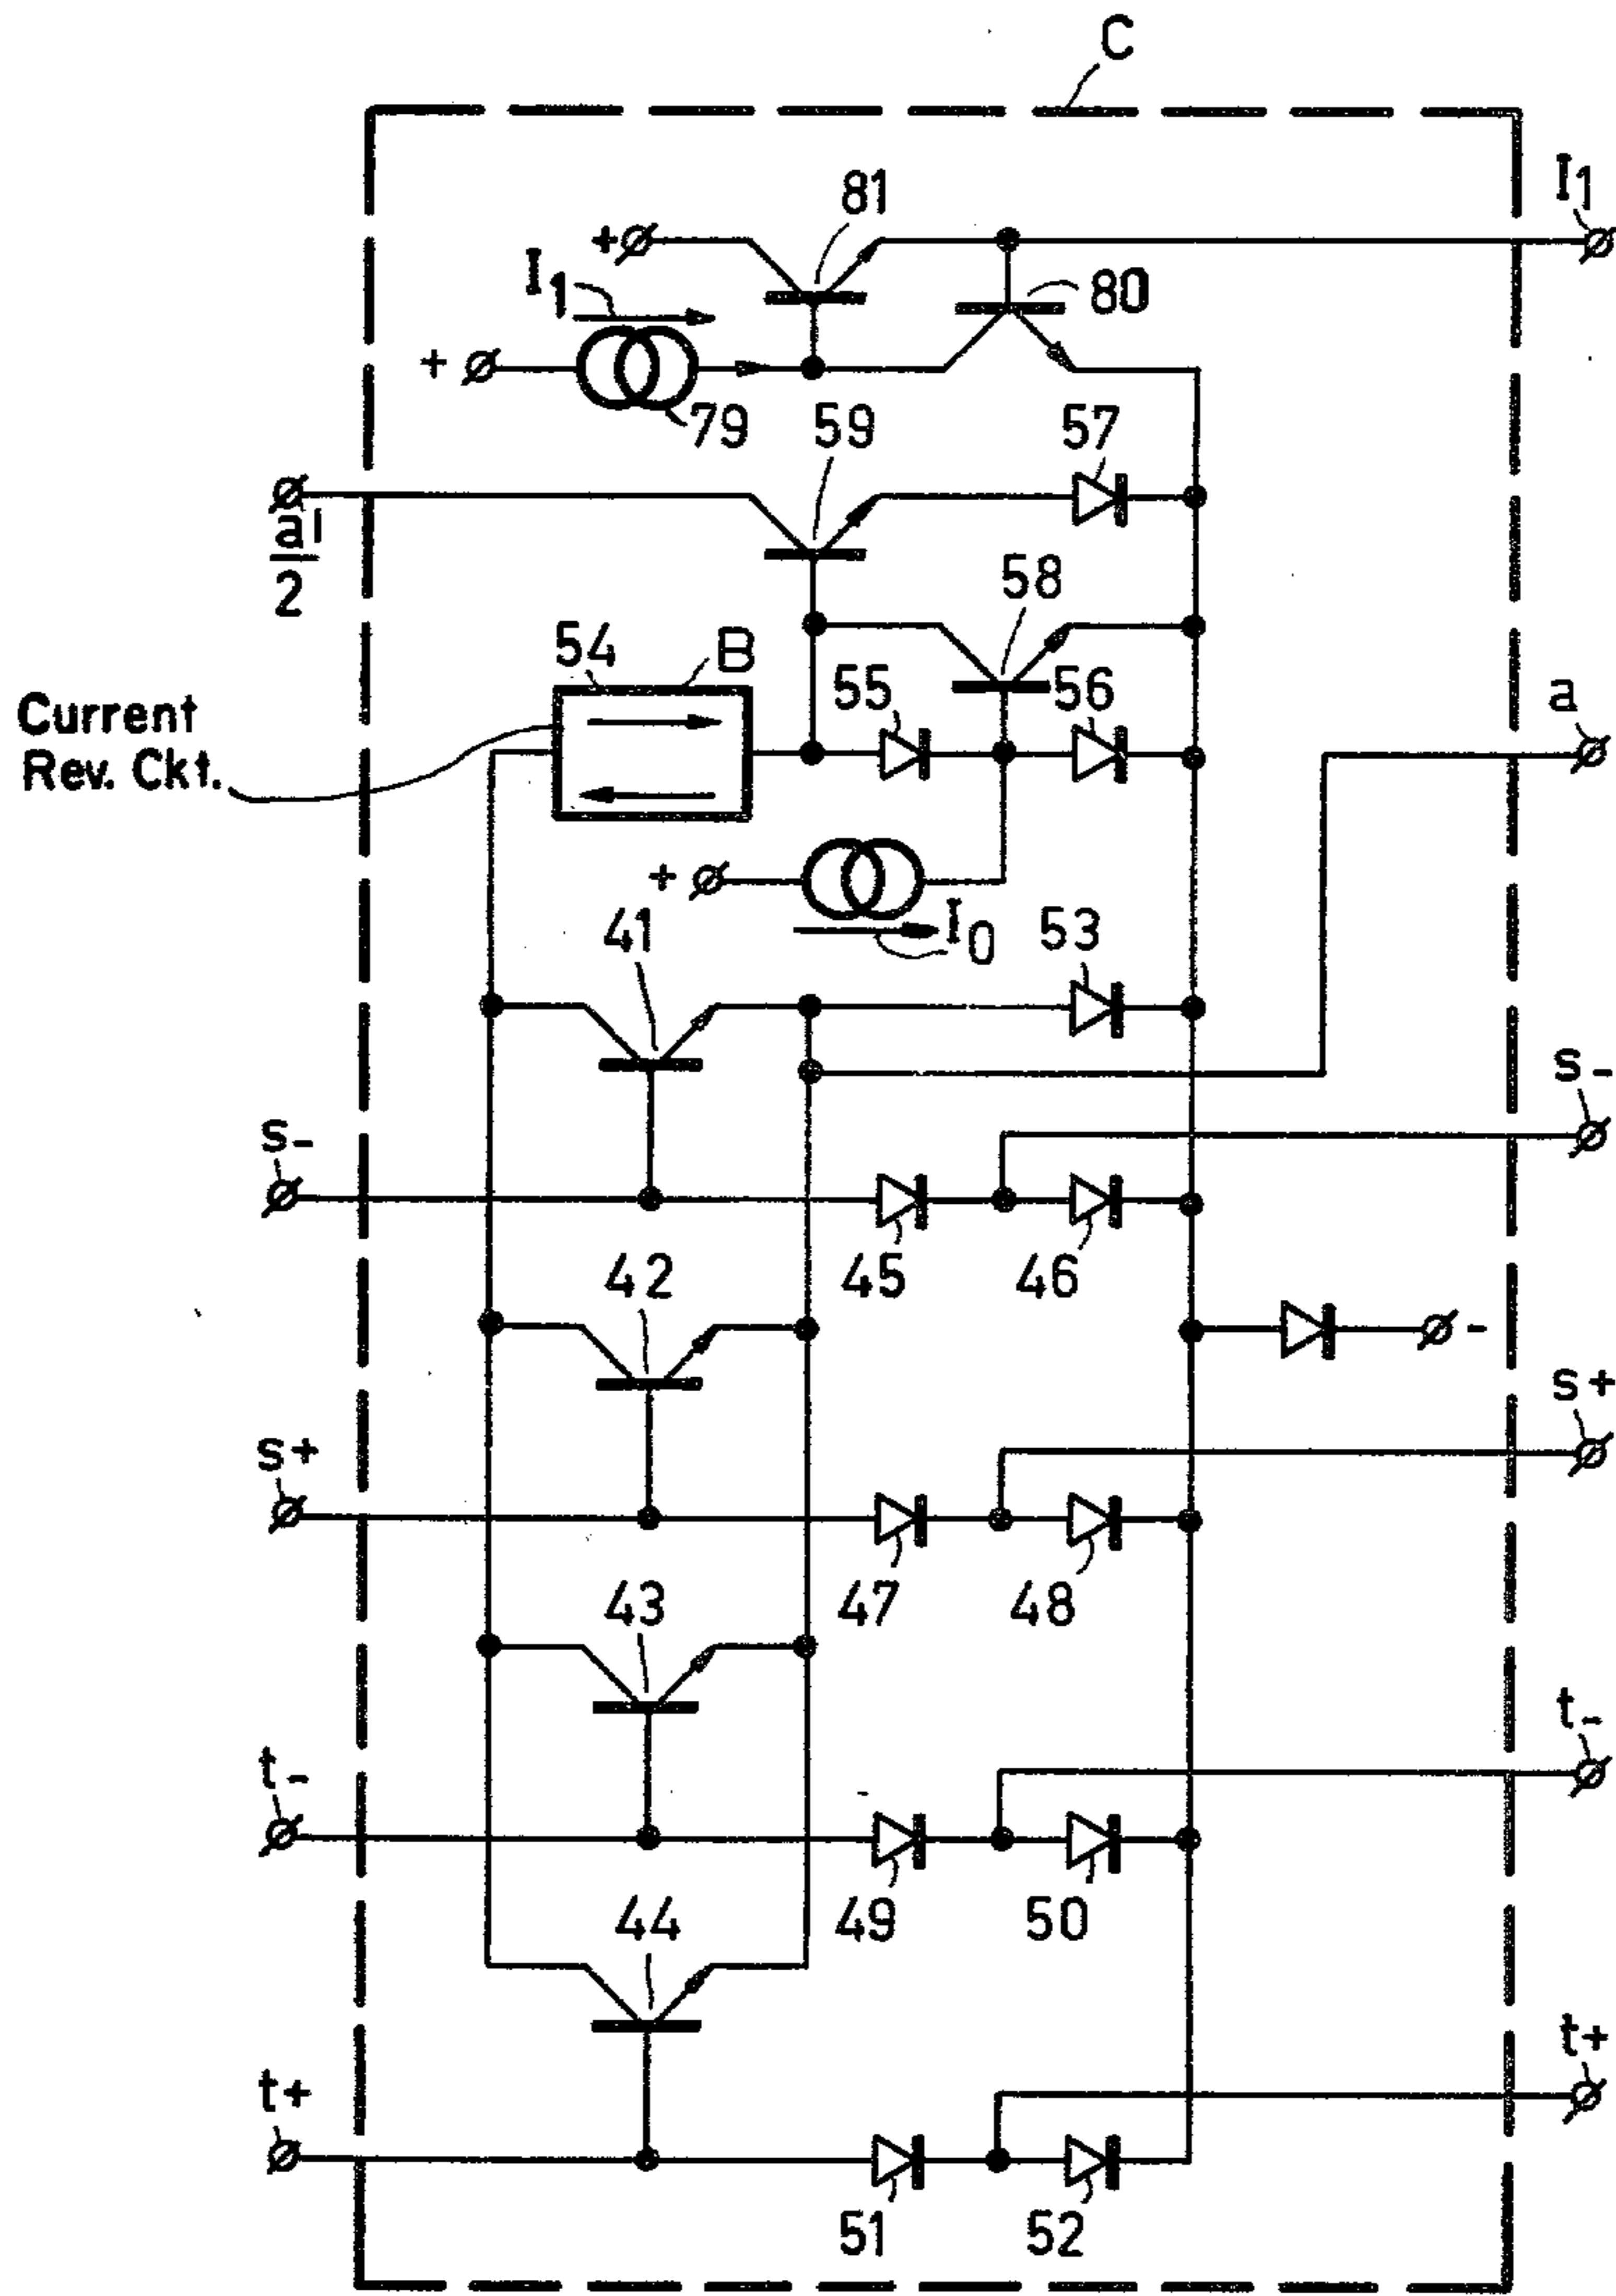 C
I1
81
+
I1
80
+
79
59
57
a'
2
58
54
B
55
56
a
Current
Rev. Ckt.
+
I0
41
53
s-
s-
45
46
42
-
s+
s+
47
48
43
t-
t-
49
50
44
t+
t+
51
52